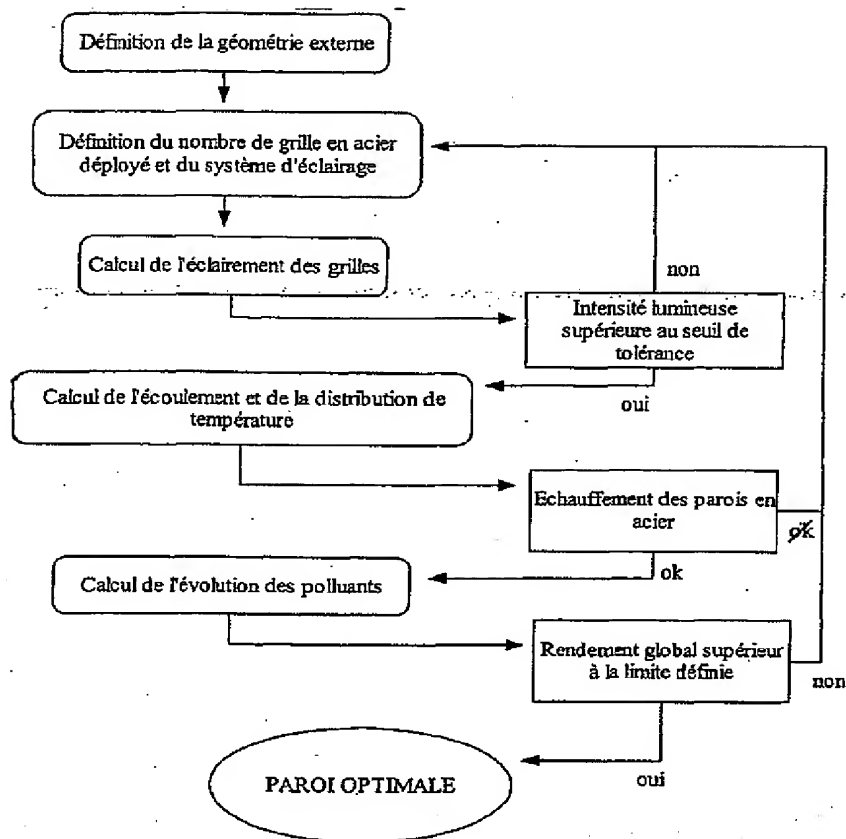 Définition de la géométrie externe
Définition du nombre de grille en acier
déployé et du système d'éclairage
Calcul de l'éclairement des grilles
non
Intensité lumineuse
supérieure au seuil de
tolérance
oui
Calcul de l'écoulement et de la distribution de
température
Echauffement des parois en
acier
ok
ok
Calcul de l'évolution des polluants
Rendement global supérieur
à la limite définie
non
oui
PAROI OPTIMALE